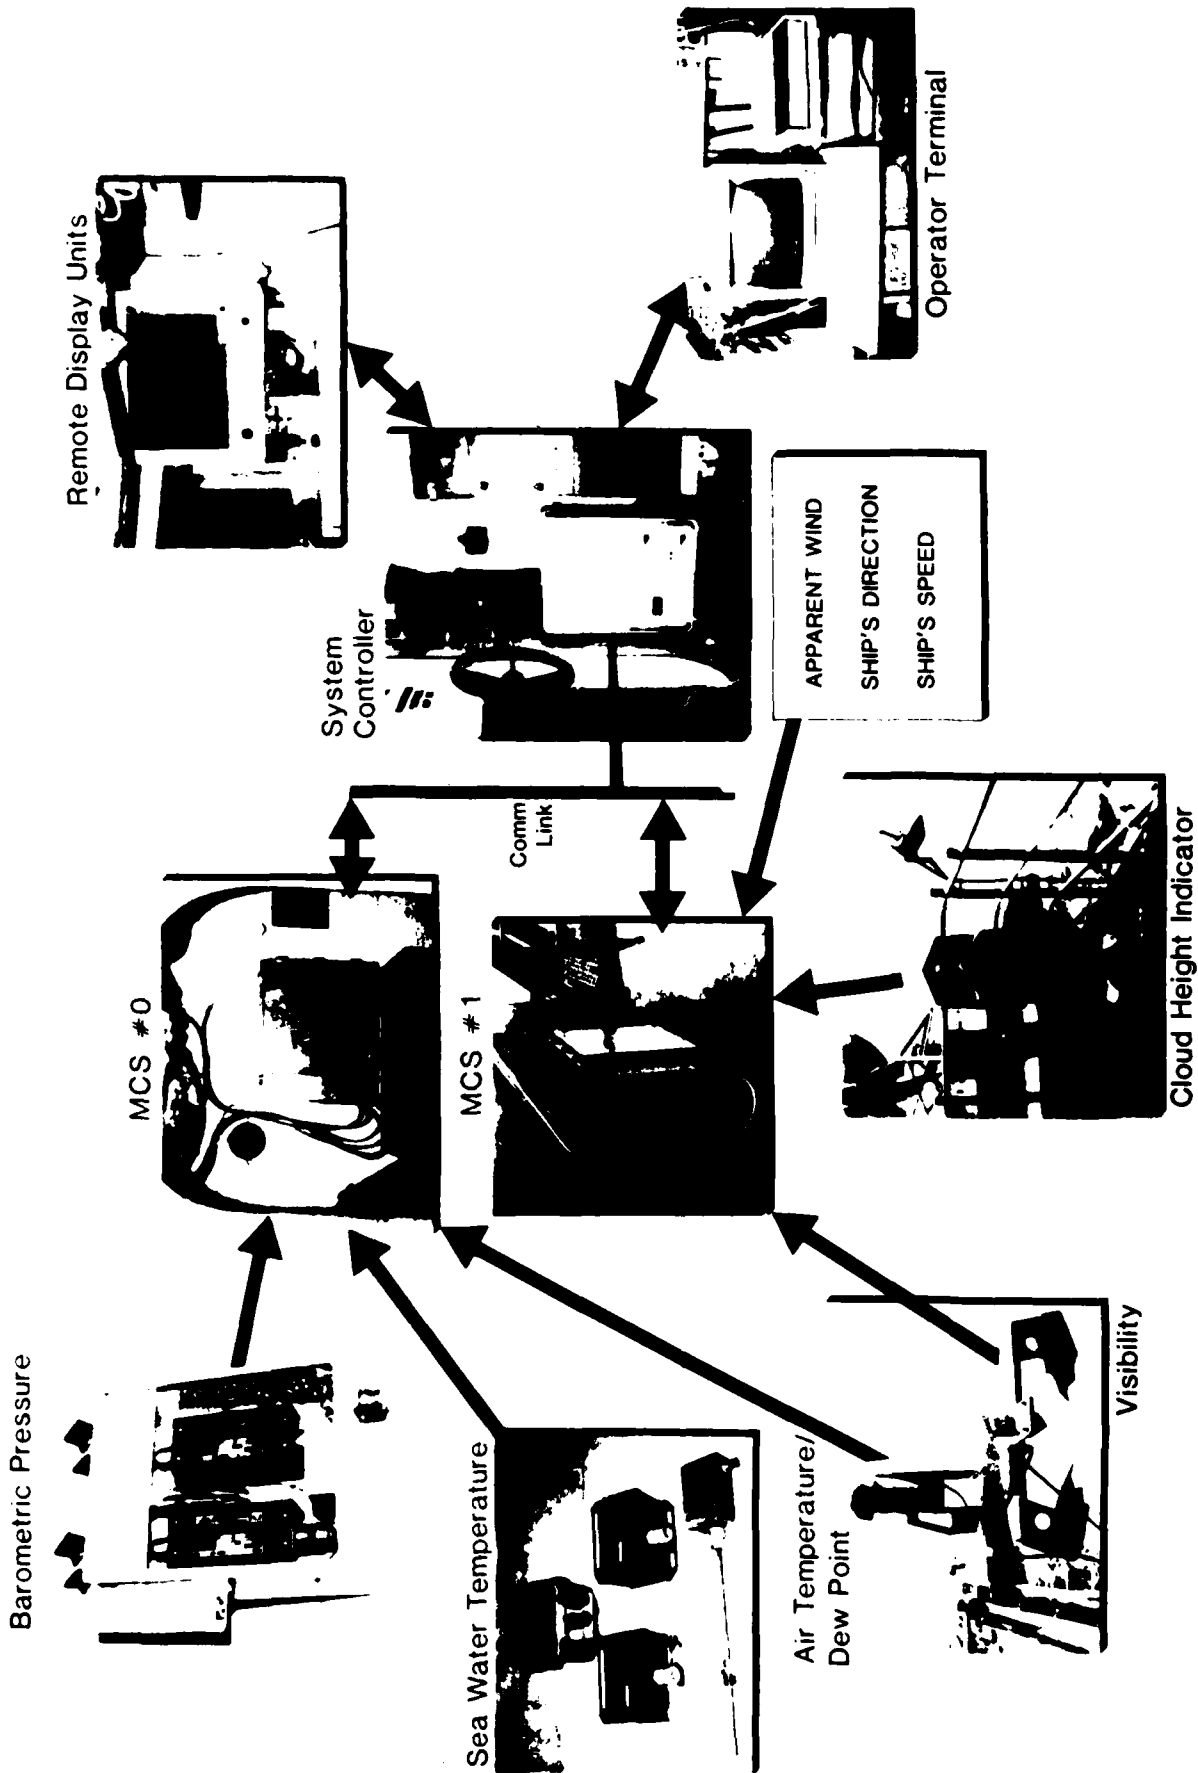 Barometric Pressure
Sea Water Temperature
Air Temperature/
Dew Point
Visibility
MCS #0
MCS #1
Cloud Height Indicator
Comm
Link
System
Controller
APPARENT WIND
SHIP'S DIRECTION
SHIP'S SPEED
Remote Display Units
Operator Terminal